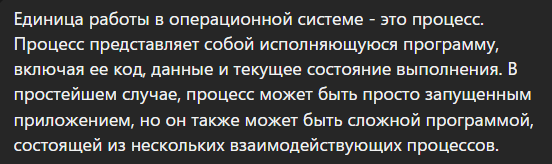 Единица работы в операционной системе - это процесс.
Процесс представляет собой исполняющуюся программу,
включая ее код, данные и текущее состояние выполнения. В
простейшем случае, процесс может быть просто запущенным
приложением, но он также может быть сложной программой,
состоящей из нескольких взаимодействующих процессов.